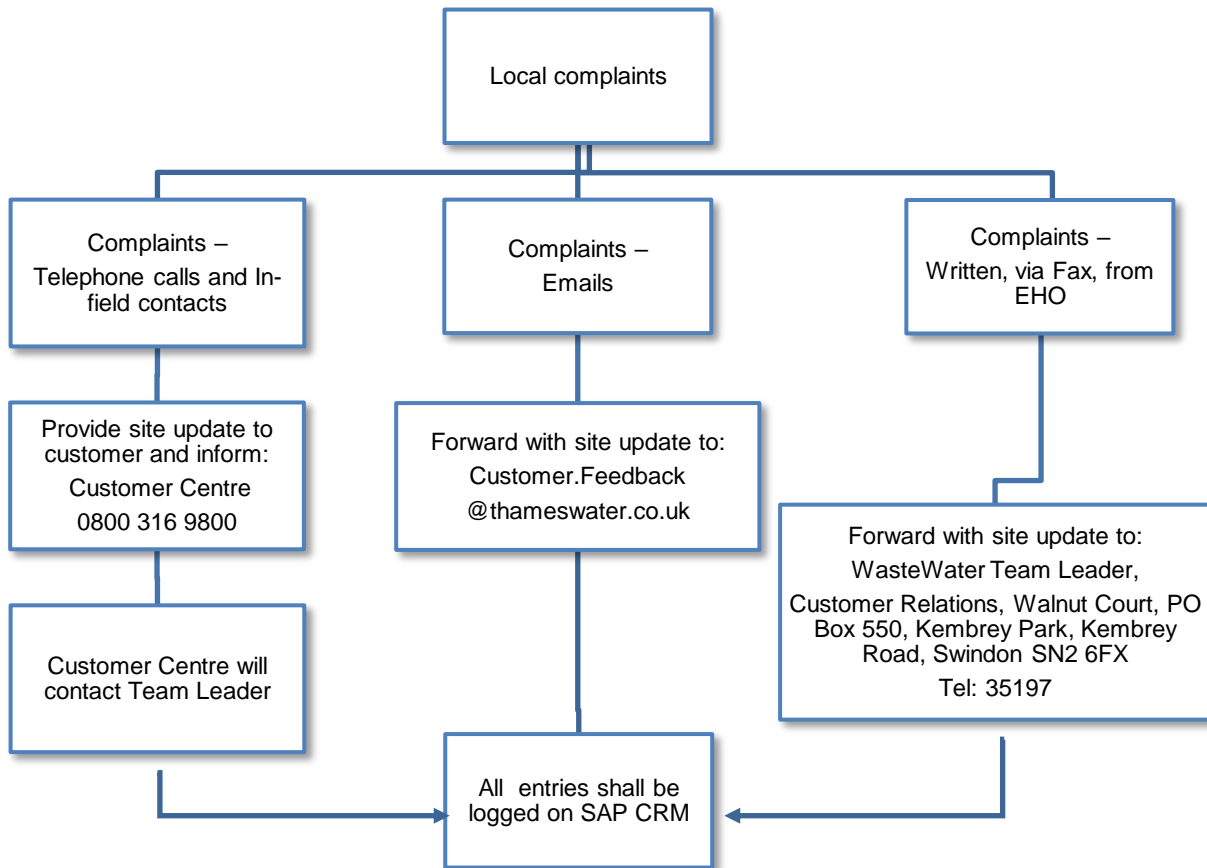 Local complaints
Complaints –
Telephone calls and In-
field contacts
Complaints –
Emails
Complaints –
Written, via Fax, from
EHO
Provide site update to
customer and inform:
Customer Centre
0800 316 9800
Forward with site update to:
Customer.Feedback
@thameswater.co.uk
Forward with site update to:
WasteWater Team Leader,
Customer Relations, Walnut Court, PO
Box 550, Kembrey Park, Kembrey
Road, Swindon SN2 6FX
Tel: 35197
Customer Centre will
contact Team Leader
All entries shall be
logged on SAP CRM